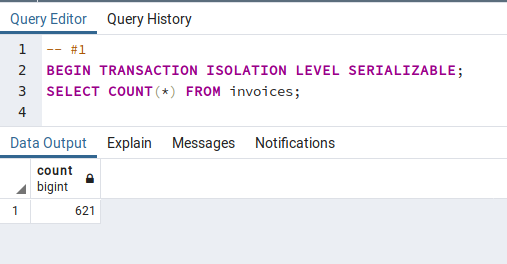 Query Editor Query History
1 -- #1
2 BEGIN TRANSACTION ISOLATION LEVEL SERIALIZABLE;
3 SELECT COUNT(*) FROM invoices;
4
Data Output Explain Messages Notifications
count
bigint
1 621